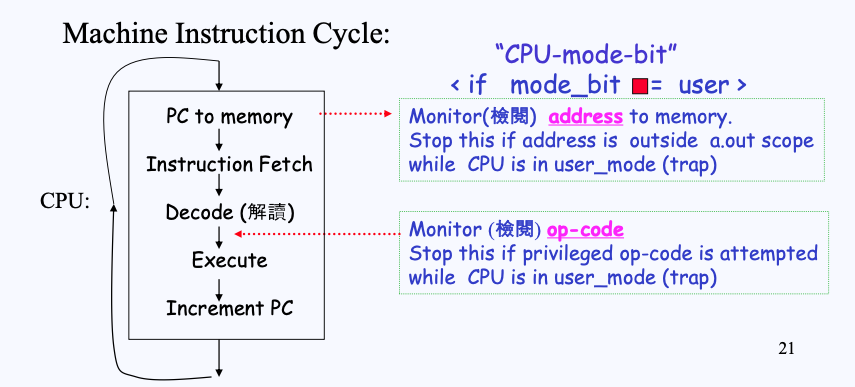 Machine Instruction Cycle:
“CPU-mode-bit”
< if mode_bit = user >
PC to memory
Instruction Fetch
Decode (解讀)
Execute
Increment PC
CPU:
Monitor(檢閱) address to memory.
Stop this if address is outside a.out scope
while CPU is in user_mode (trap)
Monitor (檢閱) op-code
Stop this if privileged op-code is attempted
while CPU is in user_mode (trap)
21